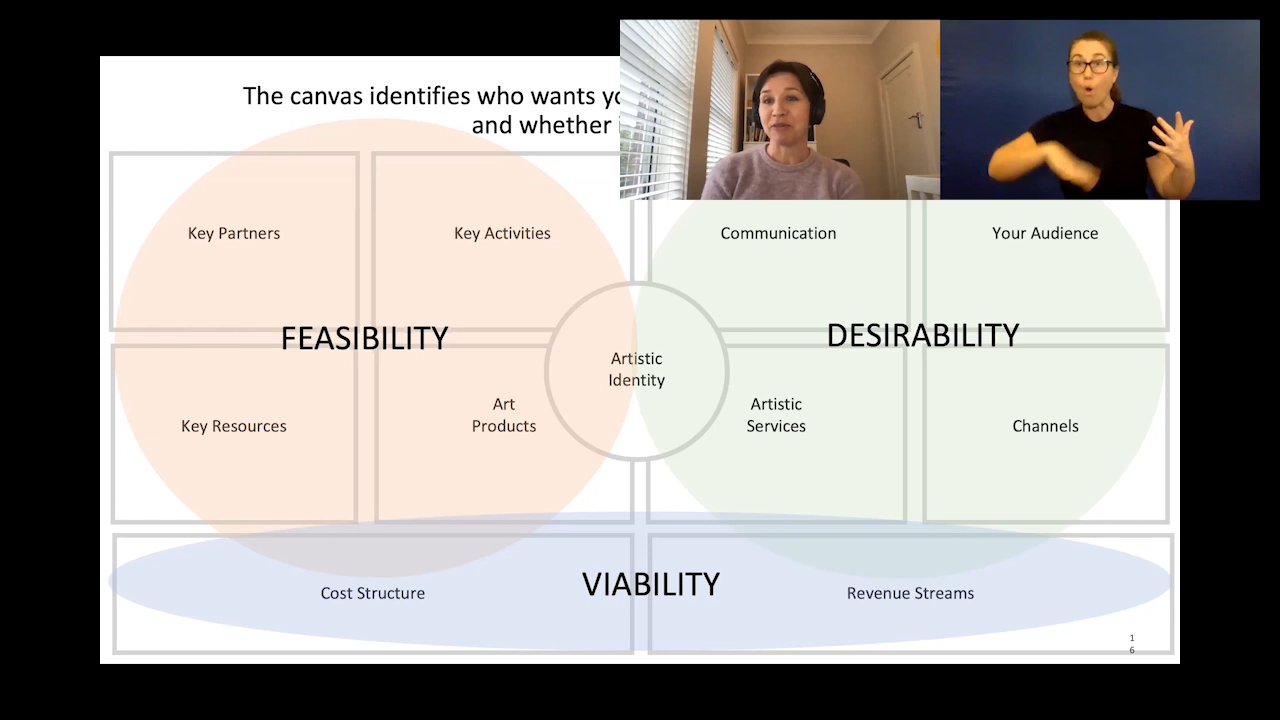 The canvas identifies who wants
and whether
Key Partners
Key Activities
Communication
Your Audience
FEASIBILITY
DESIRABILITY
Artistic
Identity
Key Resources
Art
Products
Artistic
Services
Channels
Cost Structure
VIABILITY
Revenue Streams
1
6